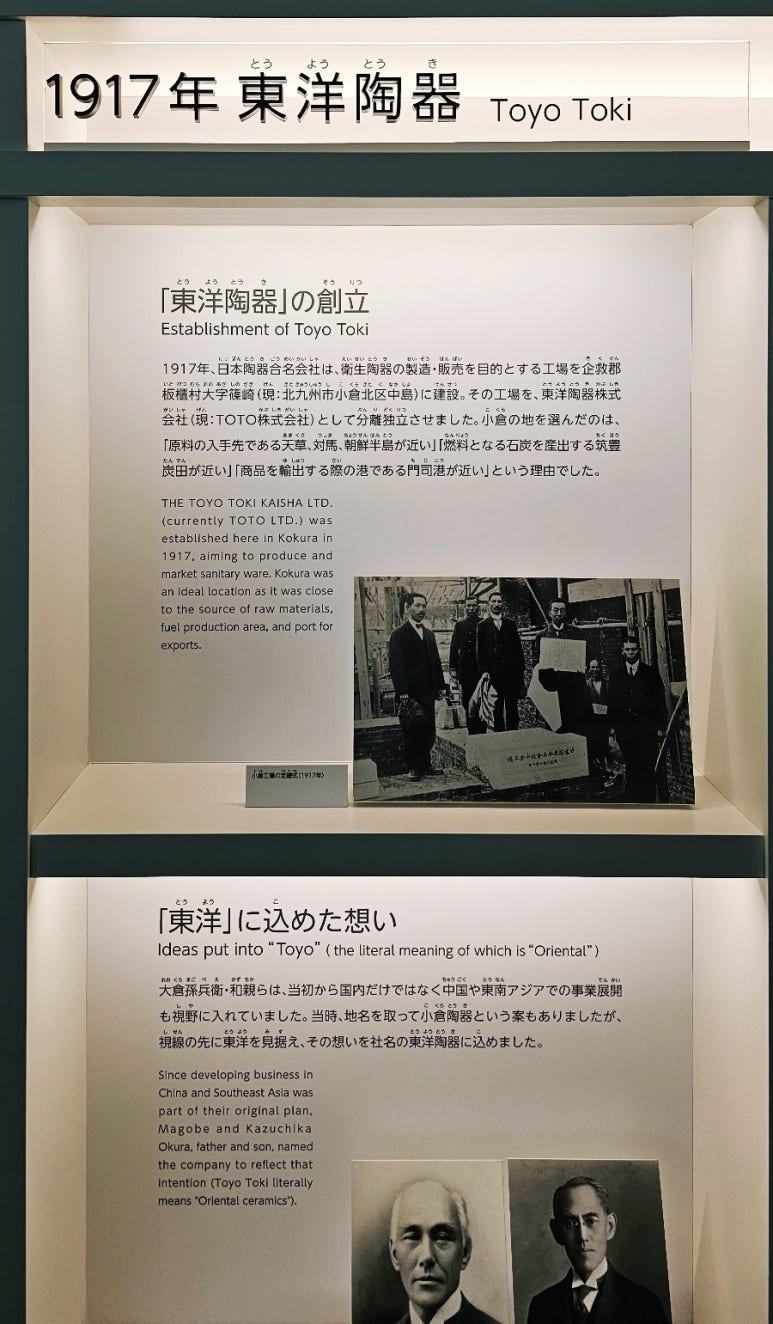 1917年 東洋陶器 Toyo Toki
「東洋陶器」の創立
Establishment of Toyo Toki
1917年、日本陶器合名会社は、衛生陶器の製造・販売を目的とする工場を企救郡
板櫃村大字篠崎(現:北九州市小倉北区中島)に建設。その工場を、東洋陶器株式
会社(現:TOTO株式会社)として分離独立させました。小倉の地を選んだのは、
「原料の入手先である天草、対馬、朝鮮半島が近い」「燃料となる石炭を産出する筑豊
炭田が近い」「商品を輸出する際の港である門司港が近い」という理由でした。
THE TOYO TOKI KAISHA LTD.
(currently TOTO LTD.) was
established here in Kokura in
1917, aiming to produce and
market sanitary ware. Kokura was
an ideal location as it was close
to the source of raw materials,
fuel production area, and port for
exports.
小倉工場の定礎式(1917年)
「東洋」に込めた想い
Ideas put into “Toyo” ( the literal meaning of which is “Oriental” )
大倉孫兵衛・和親らは、当初から国内だけではなく中国や東南アジアでの事業展開
も視野に入れていました。当時、地名を取って小倉陶器という案もありましたが、
視線の先に東洋を見据え、その想いを社名の東洋陶器に込めました。
Since developing business in
China and Southeast Asia was
part of their original plan,
Magobe and Kazuchika
Okura, father and son, named
the company to reflect that
intention (Toyo Toki literally
means "Oriental ceramics").